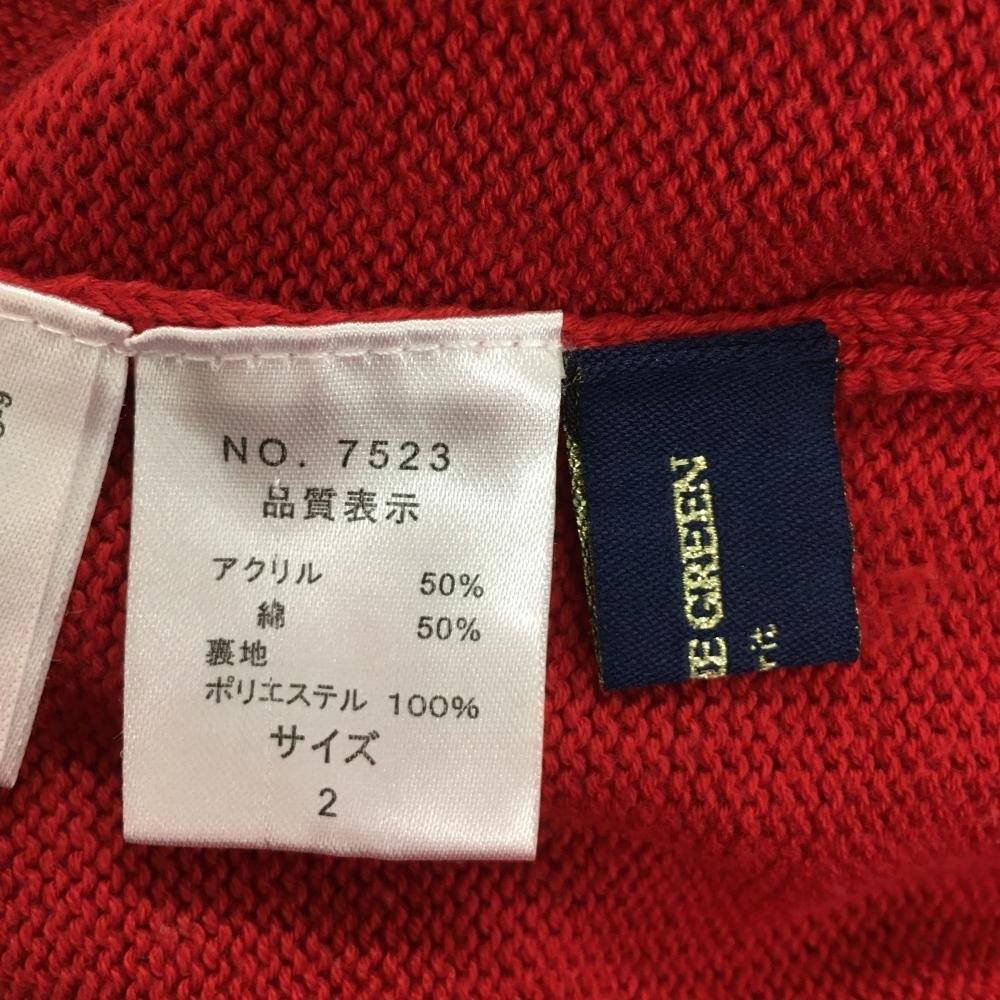 NO. 7523
品質表示
アクリル 50%
綿 50%
裏地
ポリエステル 100%
サイズ
2
GREEN